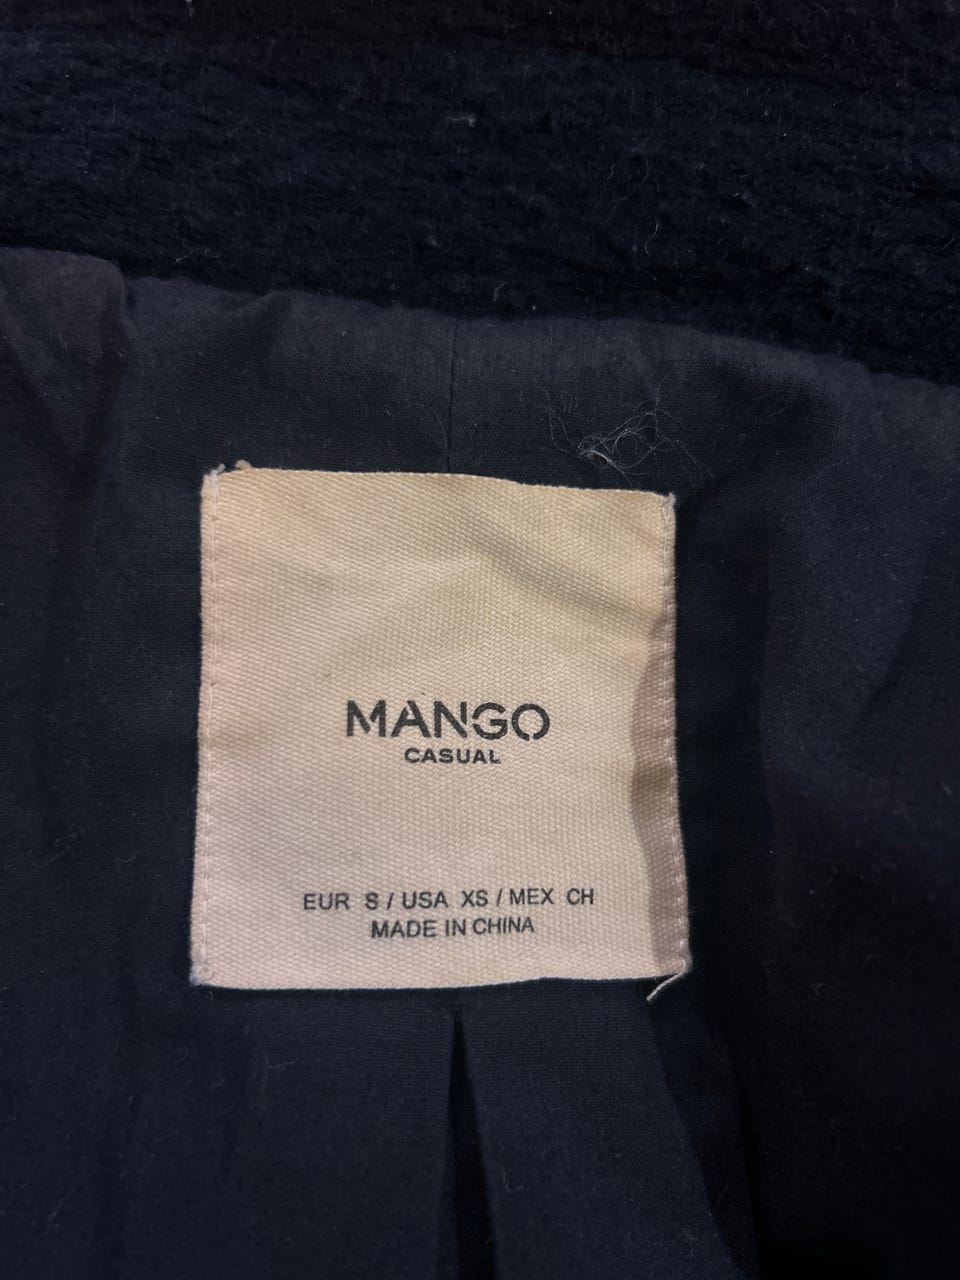 MANGO
CASUAL
EUR S / USA XS / MEX CH
MADE IN CHINA